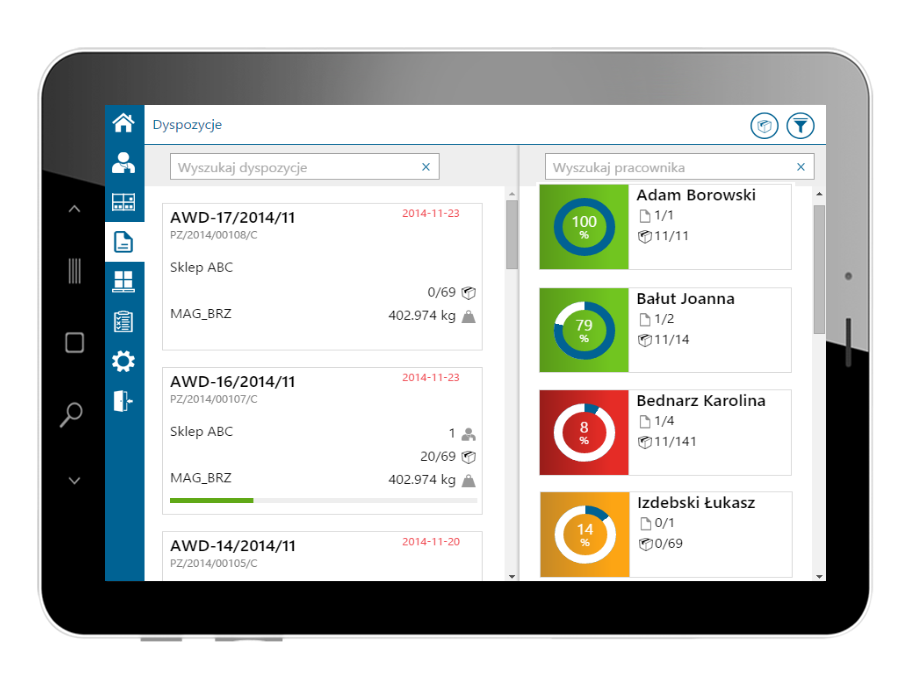 Dyspozycje
Wyszukaj dyspozycje
AWD-17/2014/11 2014-11-23
PZ/2014/00108/C
Sklep ABC
0/69
MAG_BRZ 402.974 kg
AWD-16/2014/11 2014-11-23
PZ/2014/00107/C
Sklep ABC 1
20/69
MAG_BRZ 402.974 kg
AWD-14/2014/11 2014-11-20
PZ/2014/00105/C
Wyszukaj pracownika
100
%
Adam Borowski
1/1
11/11
79
%
Bałut Joanna
1/2
11/14
8
%
Bednarz Karolina
1/4
11/141
14
%
Izdebski Łukasz
0/1
0/69